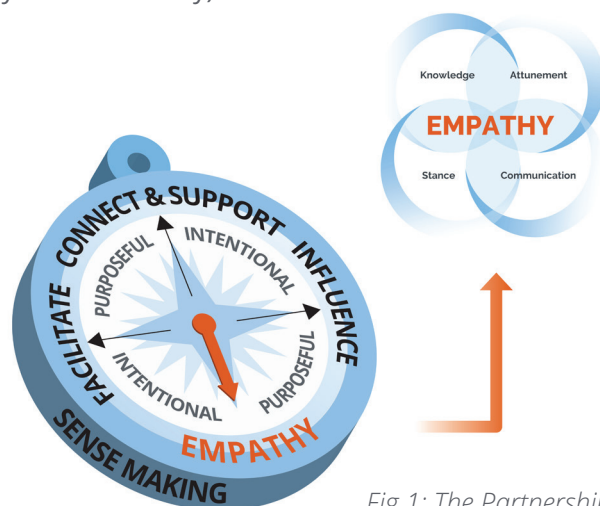 Knowledge Attunement
EMPATHY
Stance Communication
CONNECT & SUPPORT
INFLUENCE
FACILITATE
PURPOSEFUL
INTENTIONAL
INTENTIONAL
PURPOSEFUL
EMPATHY
SENSE MAKING
Fig 1: The